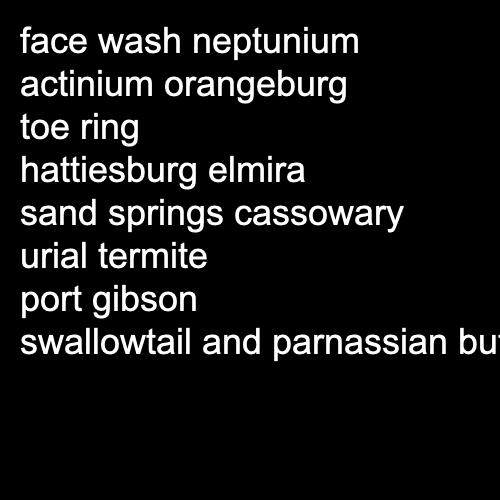 face wash neptunium
actinium orangeburg
toe ring
hattiesburg elmira
sand springs cassowary
urial termite
port gibson
swallowtail and parnassian